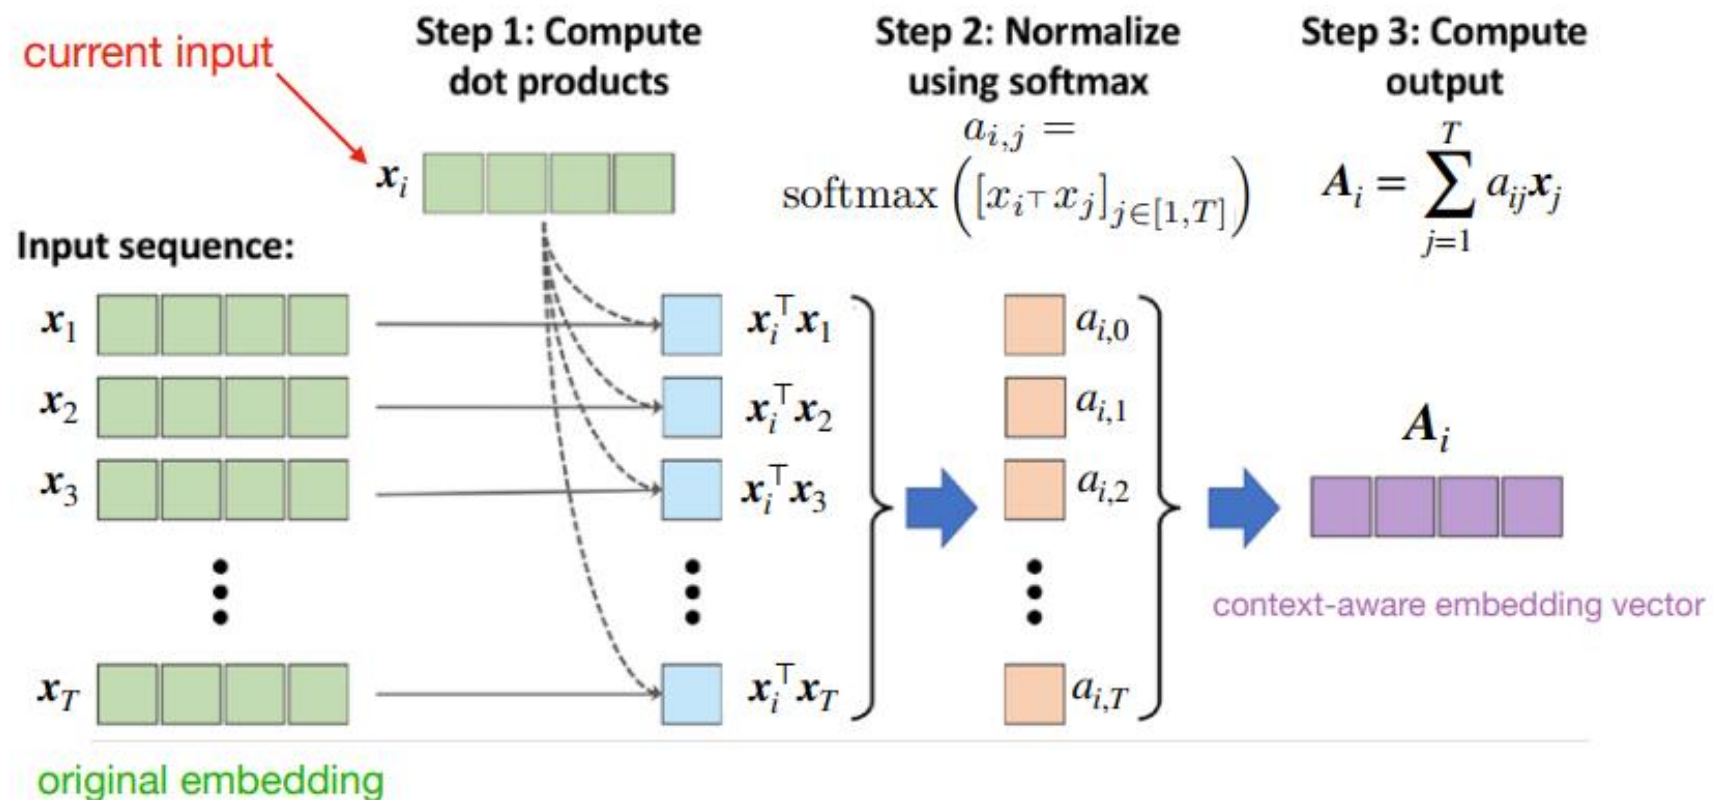 current input
Step 1: Compute
dot products
Step 2: Normalize
using softmax
Step 3: Compute
output
x_i
a_{i,j} =
softmax ([x_{i^⊤} x_j]_{j∈[1,T]})
A_i = ∑_{j=1}^{T} a_{ij} x_j
Input sequence:
x_1
x_i^⊤ x_1
a_{i,0}
x_2
x_i^⊤ x_2
a_{i,1}
A_i
x_3
x_i^⊤ x_3
a_{i,2}
context-aware embedding vector
x_T
x_i^⊤ x_T
a_{i,T}
original embedding